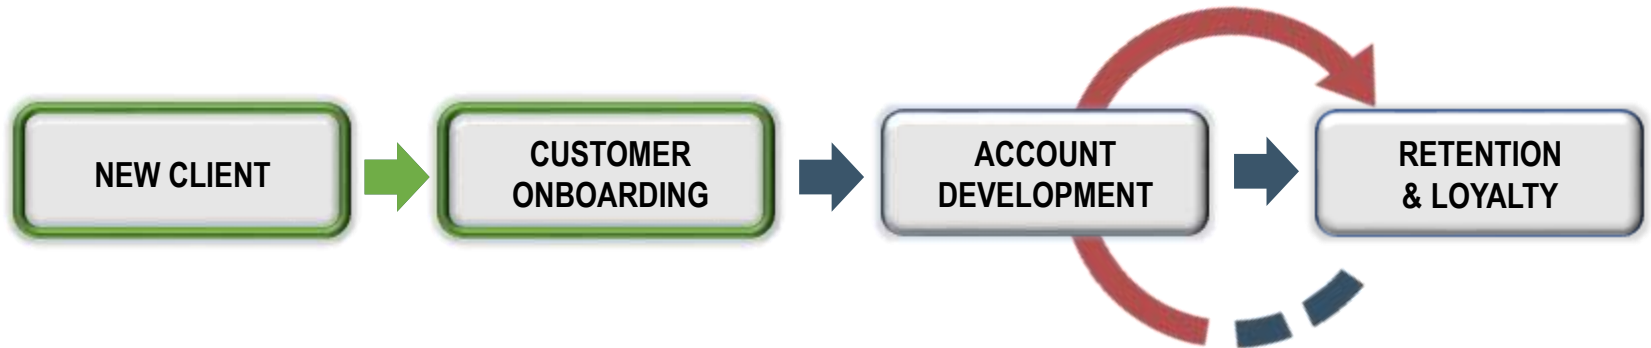 NEW CLIENT
CUSTOMER
ONBOARDING
ACCOUNT
DEVELOPMENT
RETENTION
& LOYALTY